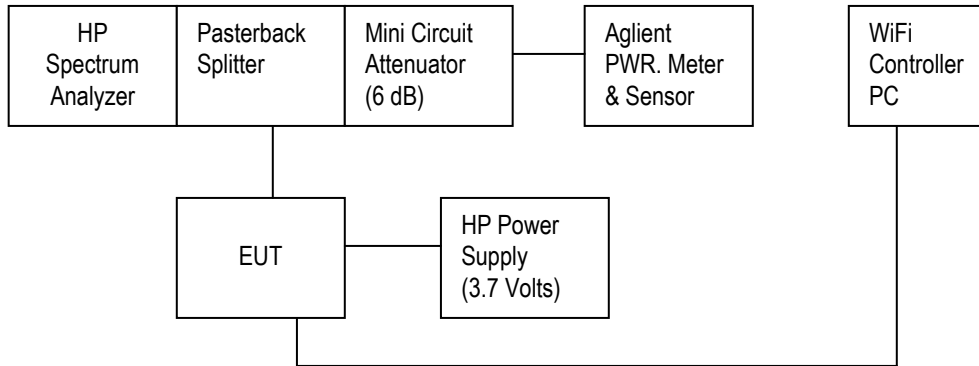 HP
Spectrum
Analyzer
Pasterback
Splitter
Mini Circuit
Attenuator
(6 dB)
Aglient
PWR. Meter
& Sensor
WiFi
Controller
PC
EUT
HP Power
Supply
(3.7 Volts)